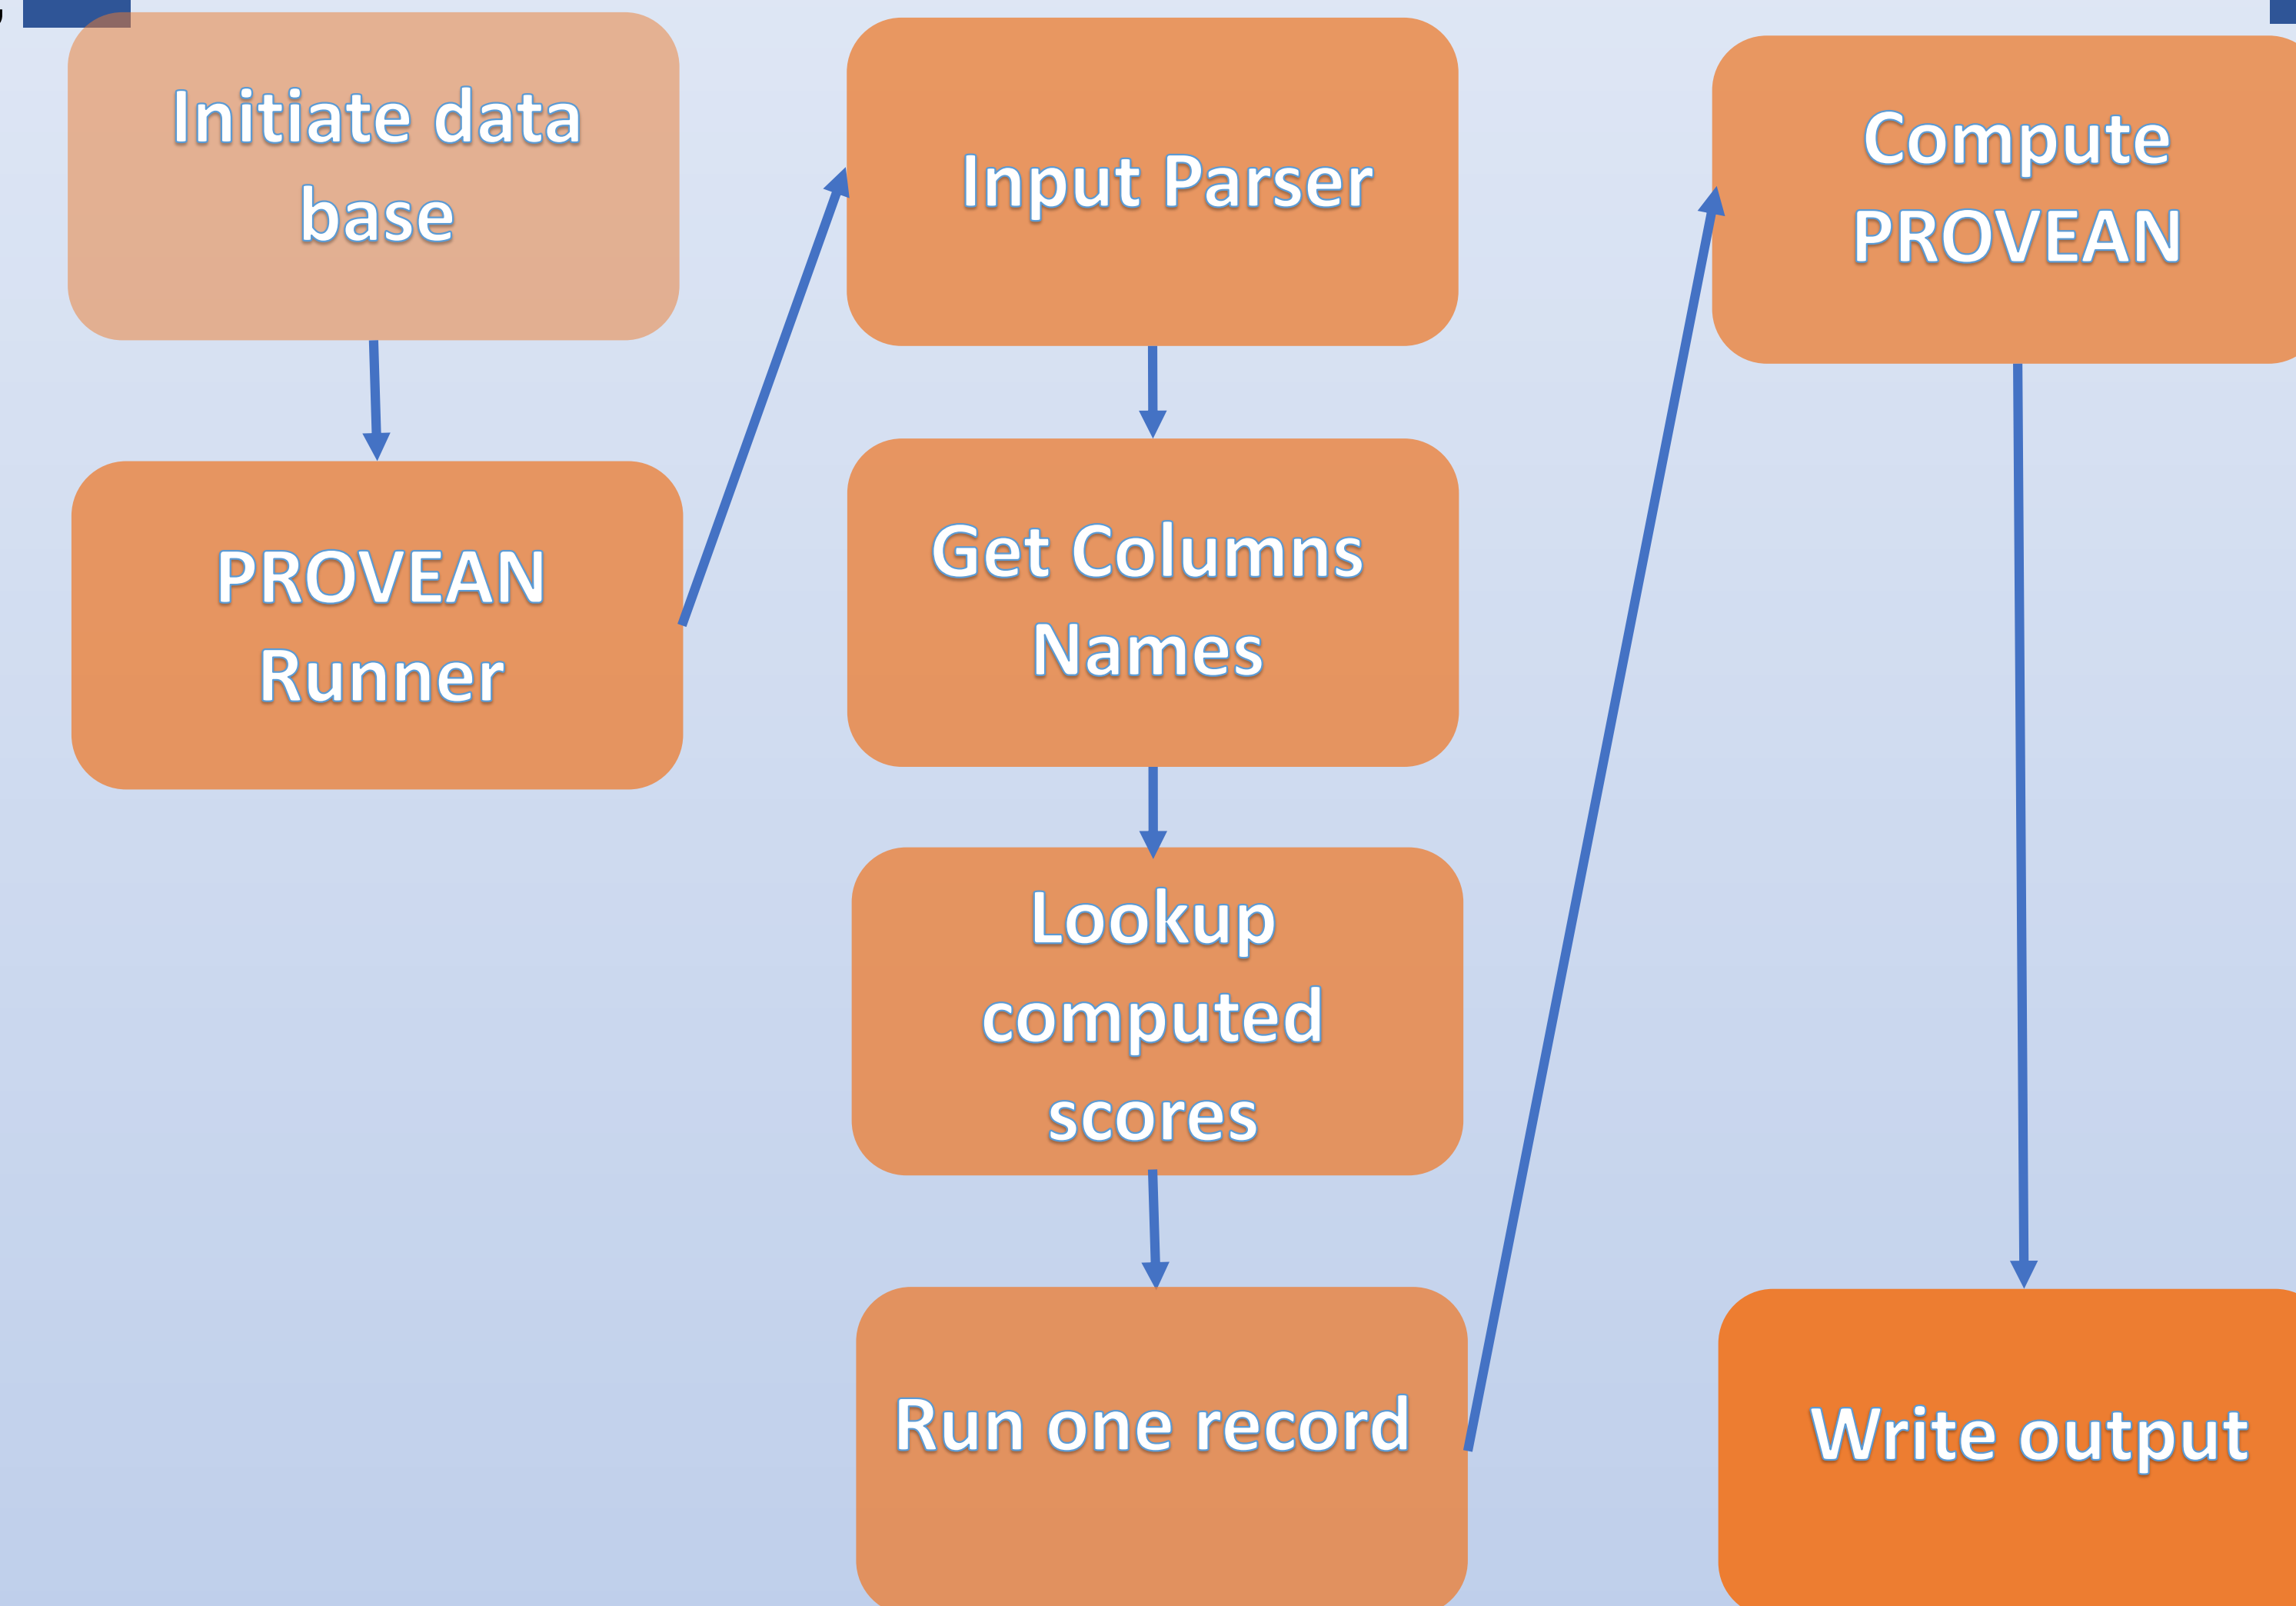 Initiate data
base
PROVEAN
Runner
Input Parser
Get Columns
Names
Lookup
computed
scores
Run one record
Compute
PROVEAN
Write output